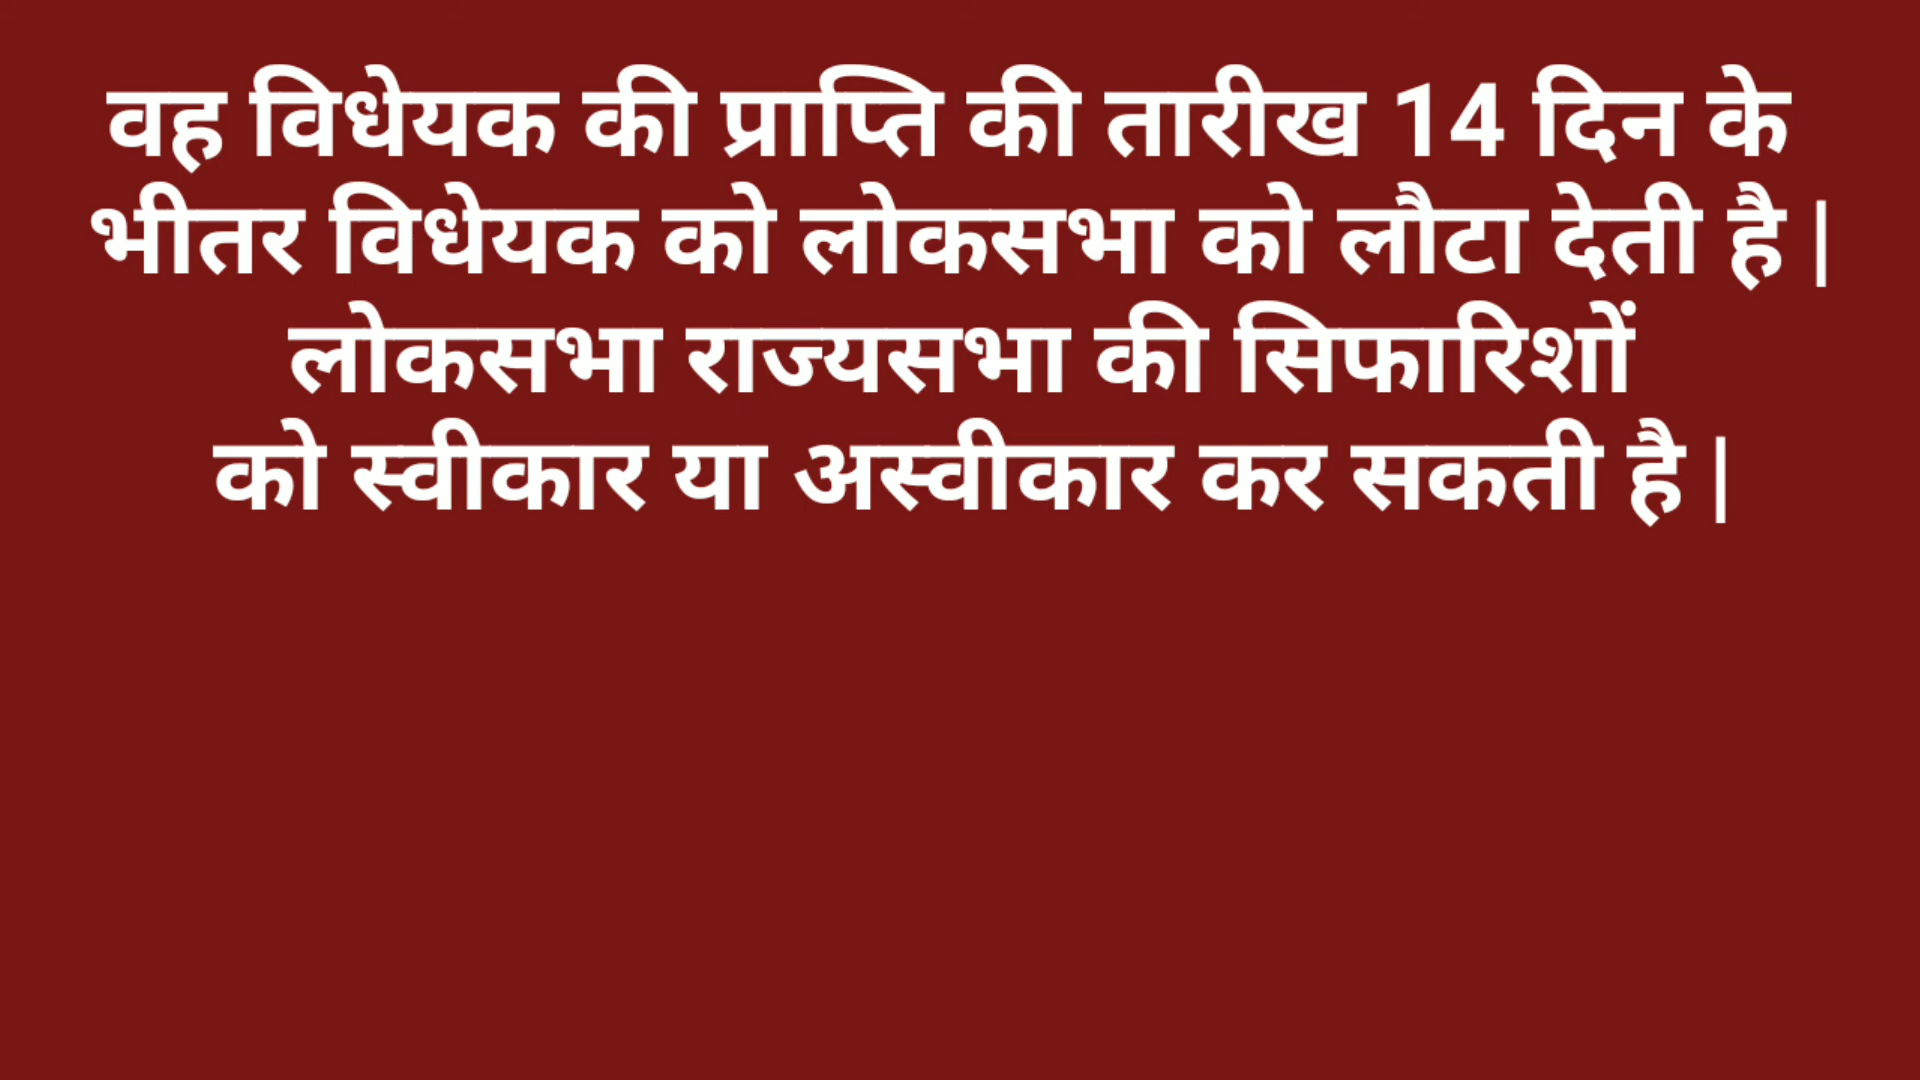 वह विधेयक की प्राप्ति की तारीख 14 दिन के
भीतर विधेयक को लोकसभा को लौटा देती है |
लोकसभा राज्यसभा की सिफारिशों
को स्वीकार या अस्वीकार कर सकती है |